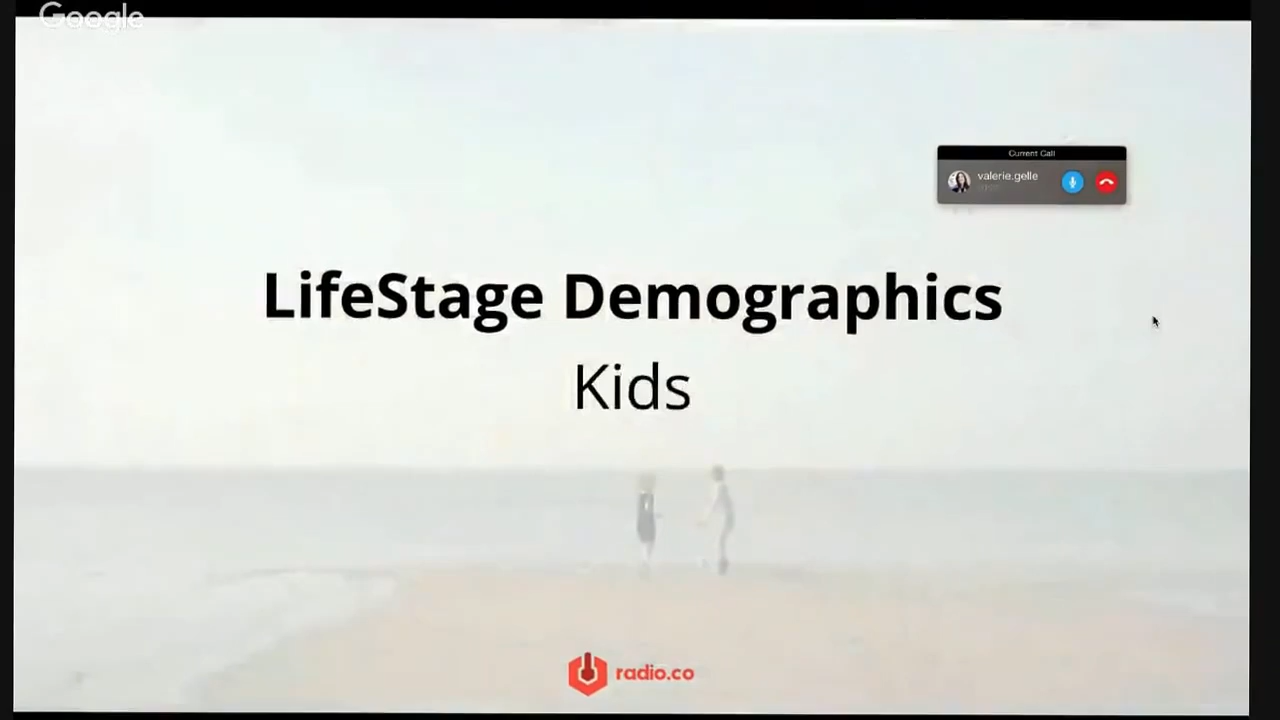 Google
Current Call
valerie.gelle
LifeStage Demographics
Kids
radio.co